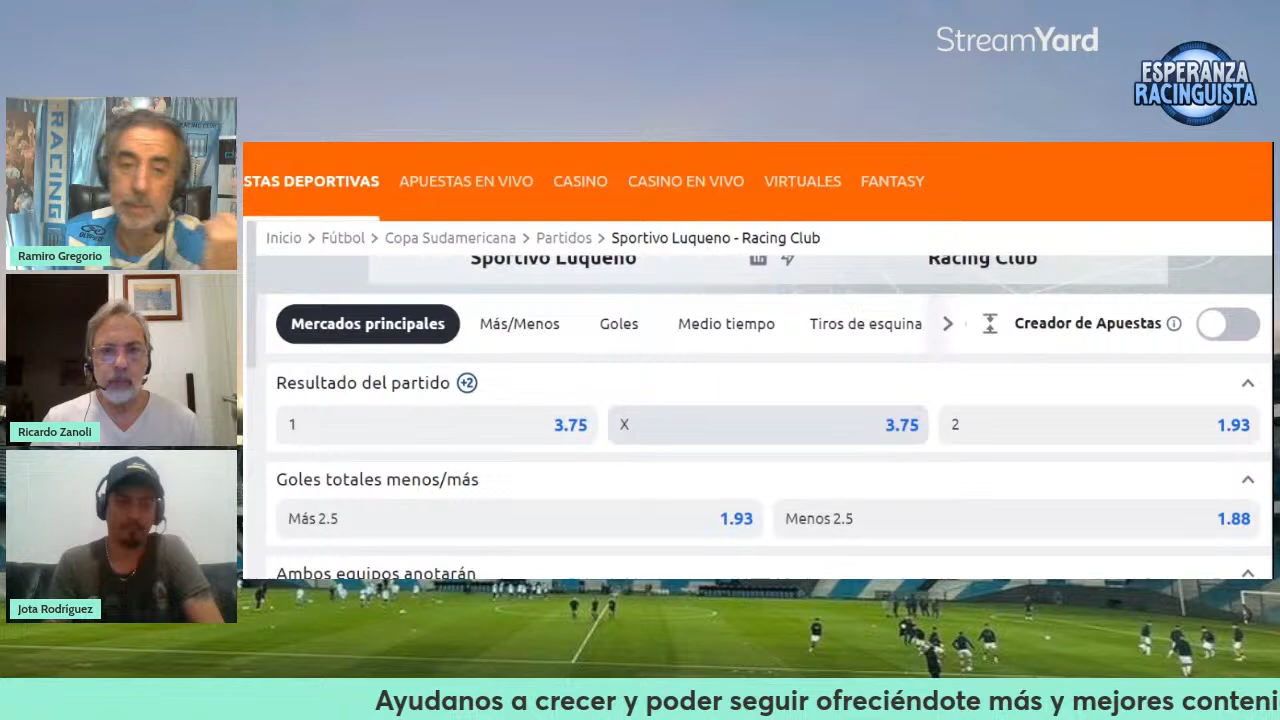 StreamYard
ESPERANZA
RACINGUISTA
RACING
Ramiro Gregorio
Ricardo Zanoli
Jota Rodríguez
STAS DEPORTIVAS APUESTAS EN VIVO CASINO CASINO EN VIVO VIRTUALES FANTASY
Inicio > Fútbol > Copa Sudamericana > Partidos > Sportivo Luqueno - Racing Club
Sportivo Luqueno Racing Club
Mercados principales Más/Menos Goles Medio tiempo Tiros de esquina Creador de Apuestas
Resultado del partido +2
1 3.75 X 3.75 2 1.93
Goles totales menos/más
Más 2.5 1.93 Menos 2.5 1.88
Ambos equipos anotarán
Ayudanos a crecer y poder seguir ofreciéndote más y mejores conteni